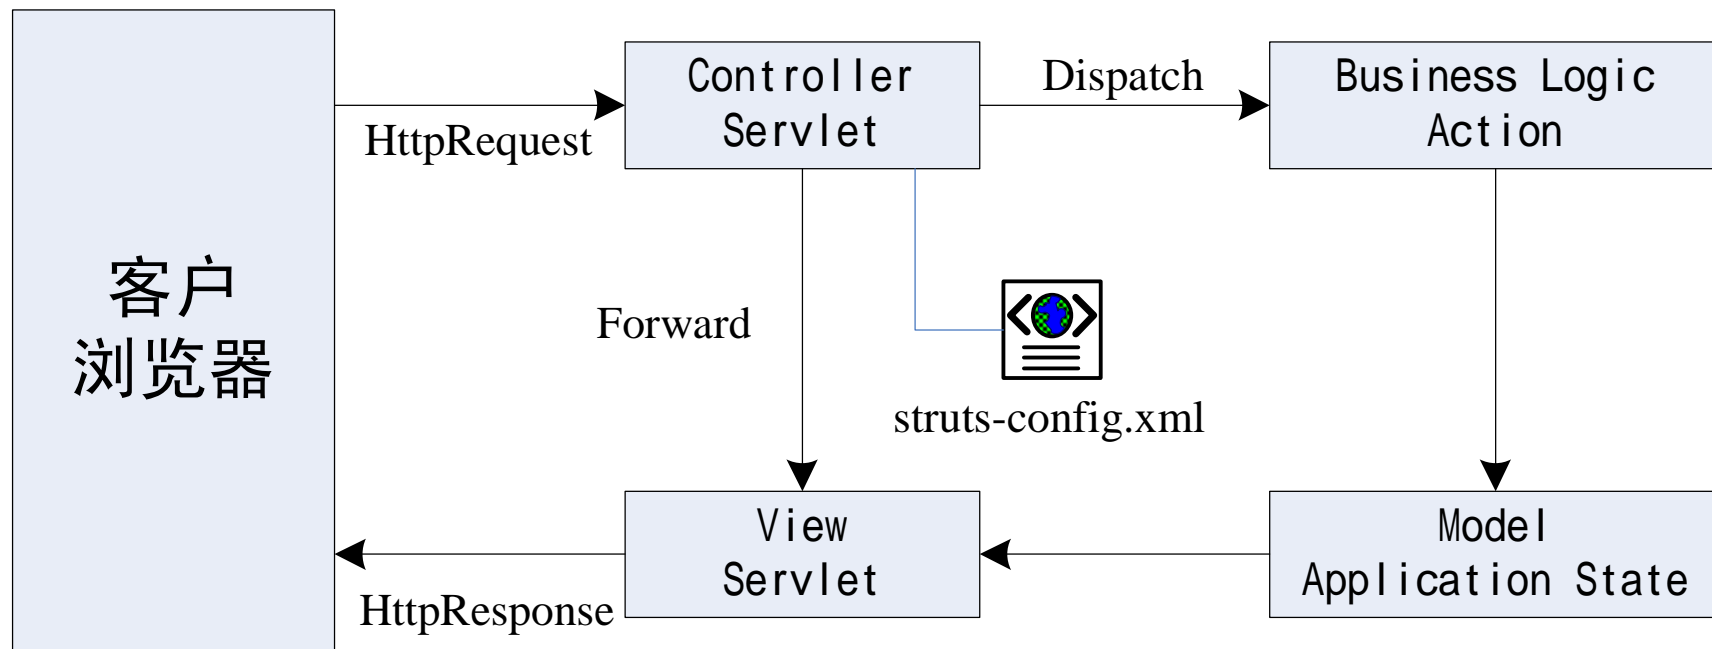 客户
浏览器
HttpRequest
Controller
Servlet
Dispatch
Business Logic
Action
Forward
struts-config.xml
View
Servlet
Model
Application State
HttpResponse